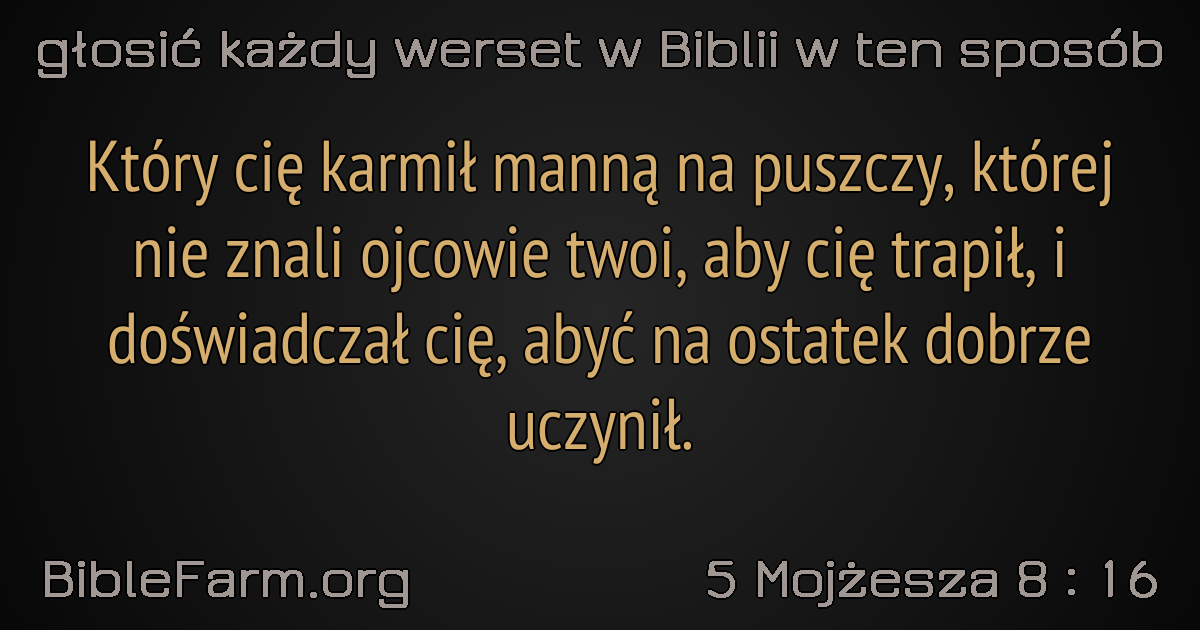 głosić każdy werset w Biblii w ten sposób
Który cię karmił manną na puszczy, której
nie znali ojcowie twoi, aby cię trapił, i
doświadczał cię, abyć na ostatek dobrze
uczynił.
BibleFarm.org
5 Mojżesza 8 : 16